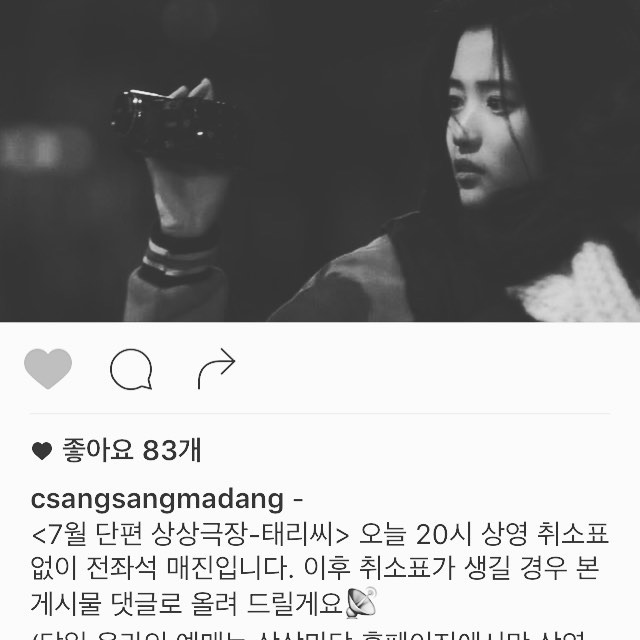 좋아요 83개
csangsangmadang -
<7월 단편 상상극장-태리씨> 오늘 20시 상영 취소표
없이 전좌석 매진입니다. 이후 취소표가 생길 경우 본
게시물 댓글로 올려 드릴게요